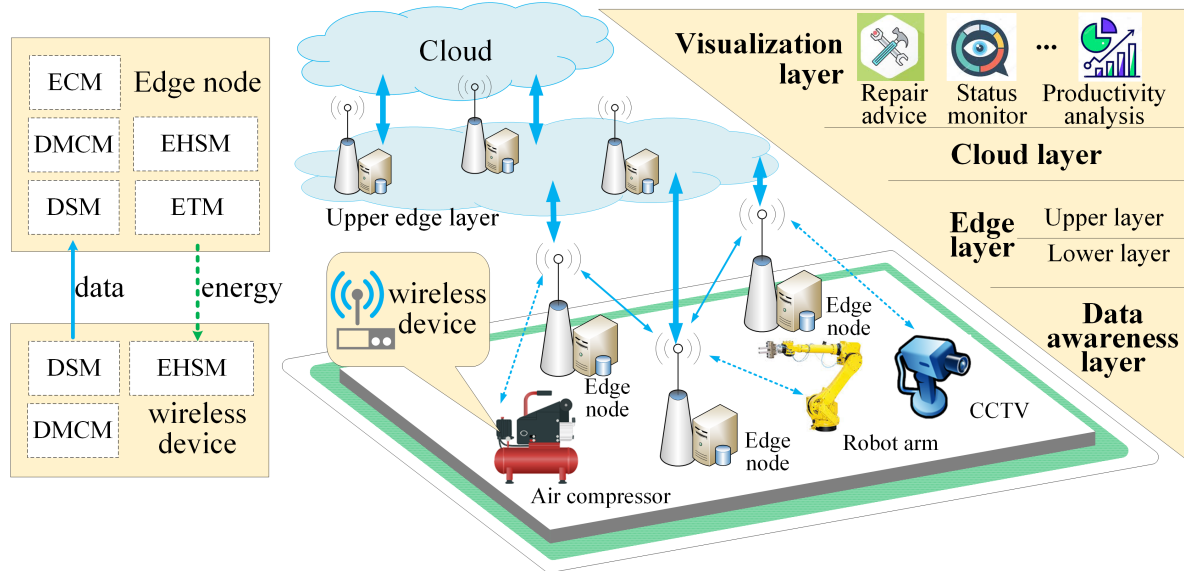 ECM
Edge node
DMCM
EHSM
DSM
ETM
data
energy
DSM
EHSM
DMCM
wireless
device
Cloud
Upper edge layer
wireless
device
Edge
node
Edge
node
Edge
node
Air compressor
Robot arm
CCTV
Visualization
layer
...
Repair
advice
Status
monitor
Productivity
analysis
Cloud layer
Edge
layer
Upper layer
Lower layer
Data
awareness
layer